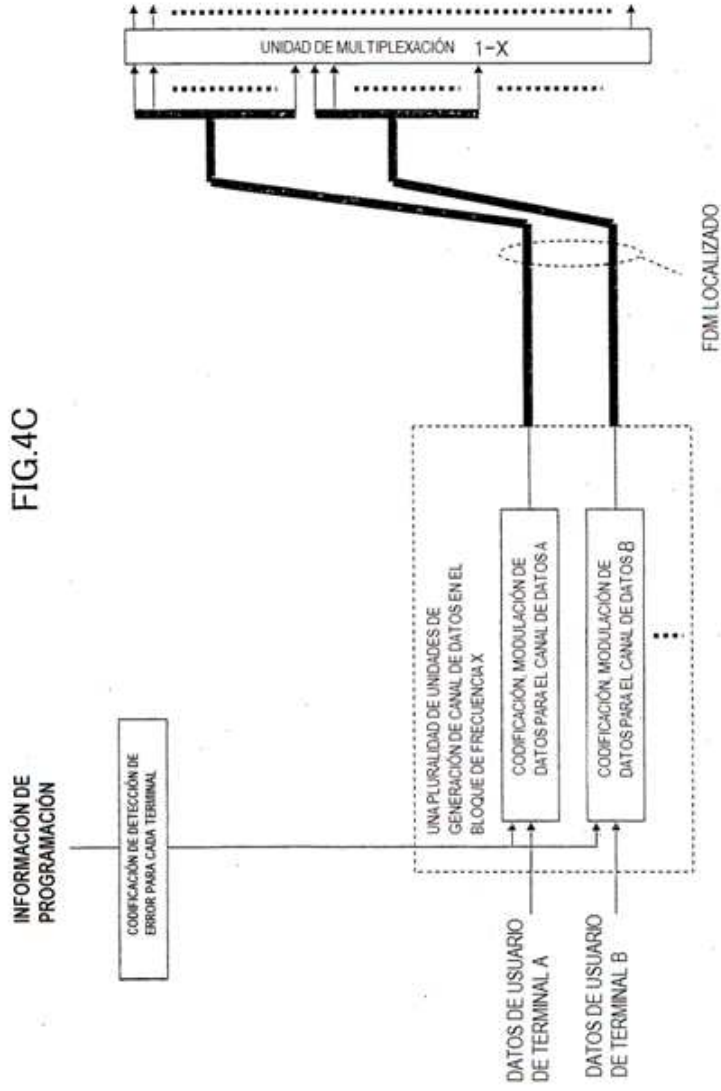 FIG.4C
INFORMACIÓN DE
PROGRAMACIÓN
CODIFICACIÓN DE DETECCIÓN DE
ERROR PARA CADA TERMINAL
UNA PLURALIDAD DE UNIDADES DE
GENERACIÓN DE CANAL DE DATOS EN EL
BLOQUE DE FRECUENCIA X
CODIFICACIÓN, MODULACIÓN DE
DATOS PARA EL CANAL DE DATOS A
CODIFICACIÓN, MODULACIÓN DE
DATOS PARA EL CANAL DE DATOS B
DATOS DE USUARIO
DE TERMINAL A
DATOS DE USUARIO
DE TERMINAL B
UNIDAD DE MULTIPLEXACIÓN 1-X
FDM LOCALIZADO